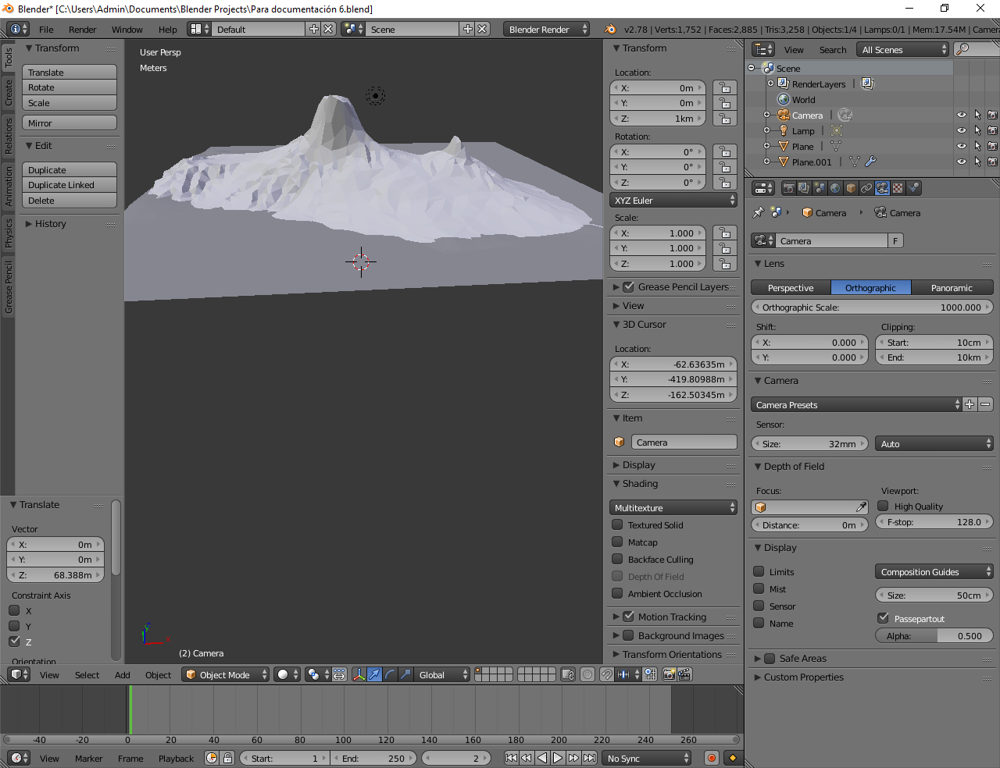 Blender* [C:\Users\Admin\Documents\Blender Projects\Para documentación 6.blend]
File Render Window Help Default Scene Blender Render v2.78 | Verts:1,752 | Faces:2,885 | Tris:3,258 | Objects:1/4 | Lamps:0/1 | Mem:17.54M | Camera
Tools
Create
Relations
Animation
Physics
Grease Pencil
Transform
Translate
Rotate
Scale
Mirror
Edit
Duplicate
Duplicate Linked
Delete
History
Translate
Vector
X: 0m
Y: 0m
Z: 68.388m
Constraint Axis
X
Y
Z
Orientation
User Persp
Meters
(2) Camera
Transform
Location:
X: 0m
Y: 0m
Z: 1km
Rotation:
X: 0°
Y: 0°
Z: 0°
XYZ Euler
Scale:
X: 1.000
Y: 1.000
Z: 1.000
Grease Pencil Layers
View
3D Cursor
Location:
X: -62.63635m
Y: -419.80988m
Z: -162.50345m
Item
Camera
Display
Shading
Multitexture
Textured Solid
Matcap
Backface Culling
Depth Of Field
Ambient Occlusion
Motion Tracking
Background Images
Transform Orientations
View Search All Scenes
Scene
RenderLayers
World
Camera
Lamp
Plane
Plane.001
Camera Camera
Camera F
Lens
Perspective Orthographic Panoramic
Orthographic Scale: 1000.000
Shift: Clipping:
X: 0.000 Start: 10cm
Y: 0.000 End: 10km
Camera
Camera Presets
Sensor:
Size: 32mm Auto
Depth of Field
Focus: Viewport:
High Quality
Distance: 0m F-stop: 128.0
Display
Limits Composition Guides
Mist Size: 50cm
Sensor Passepartout
Name Alpha: 0.500
Safe Areas
Custom Properties
View Select Add Object Object Mode Global
-40 -20 0 20 40 60 80 100 120 140 160 180 200 220 240 260
View Marker Frame Playback Start: 1 End: 250 2 No Sync